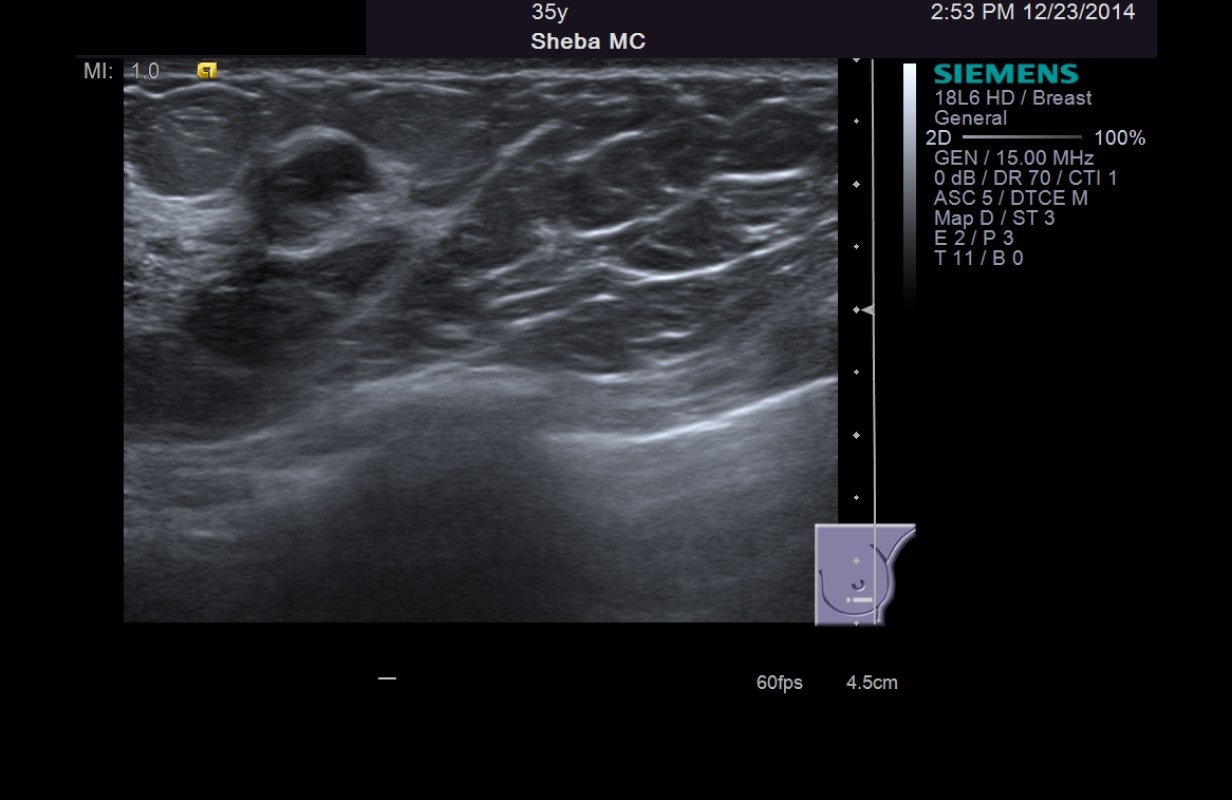 35y
2:53 PM 12/23/2014
Sheba MC
MI: 1.0
SIEMENS
18L6 HD / Breast
General
2D 100%
GEN / 15.00 MHz
0 dB / DR 70 / CTI 1
ASC 5 / DTCE M
Map D / ST 3
E 2 / P 3
T 11 / B 0
60fps 4.5cm